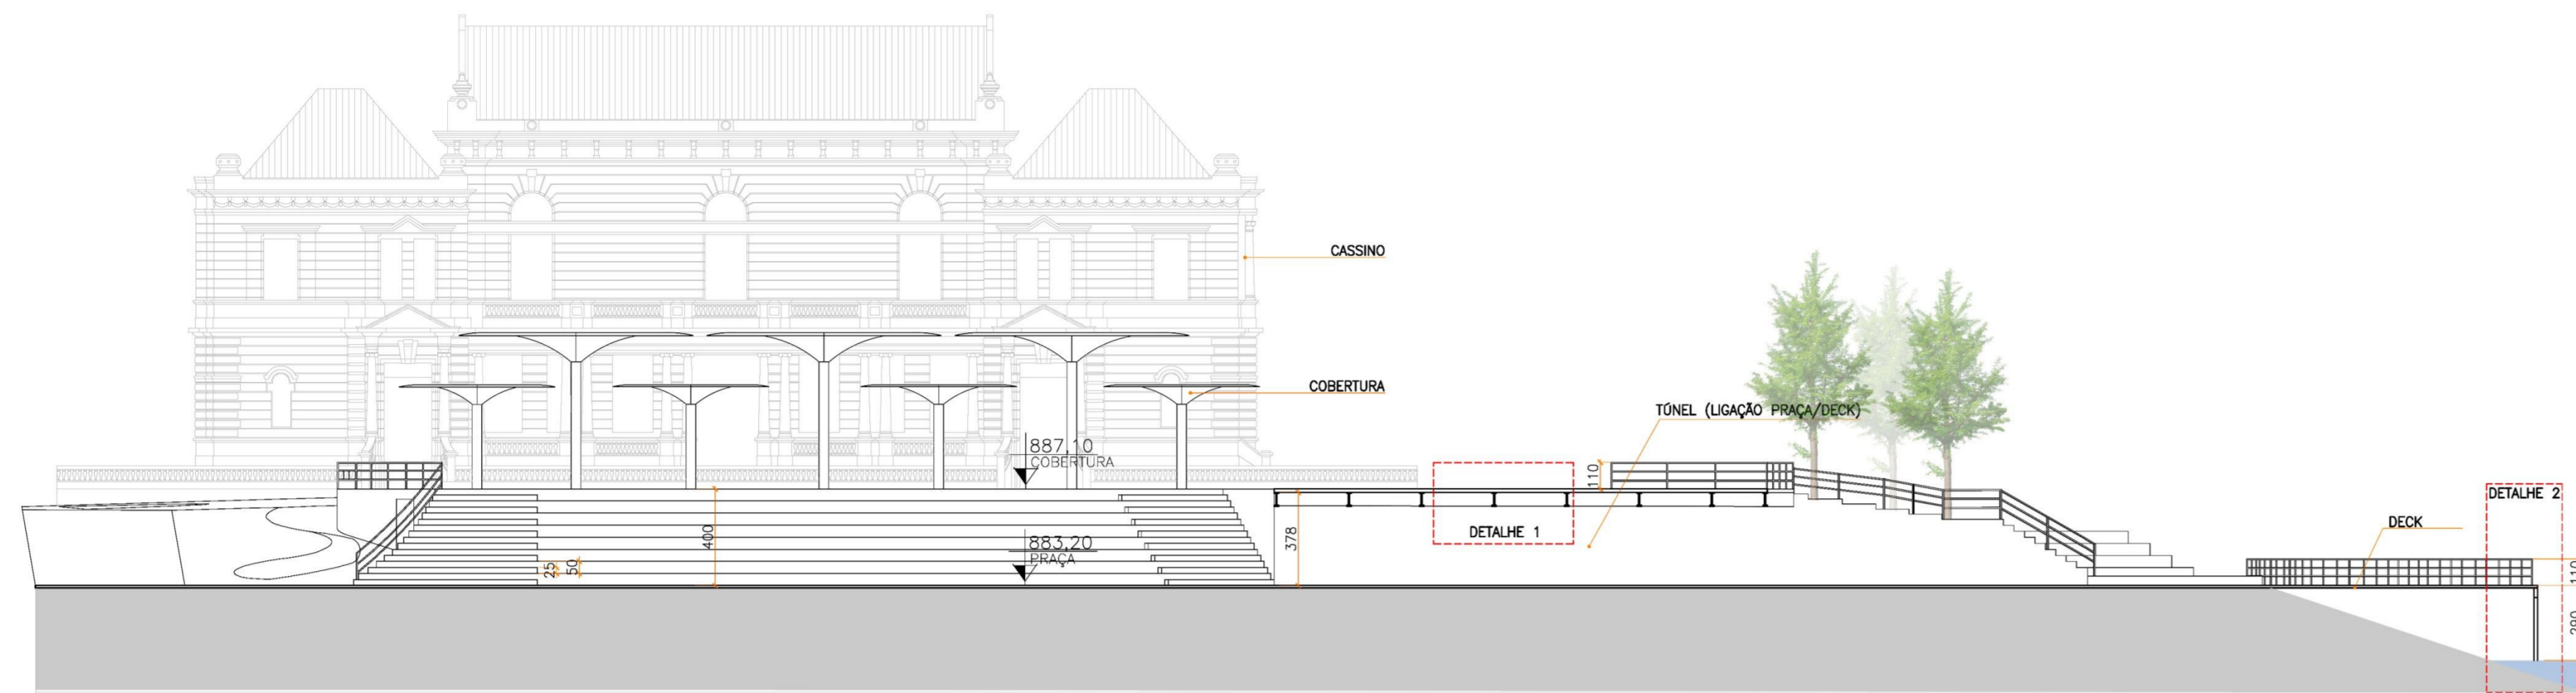 CASSINO
COBERTURA
TÚNEL (LIGAÇÃO PRAÇA/DECK)
887,10
COBERTURA
110
DETALHE 2
DETALHE 1
DECK
400
378
883,20
PRAÇA
25
50
110
290